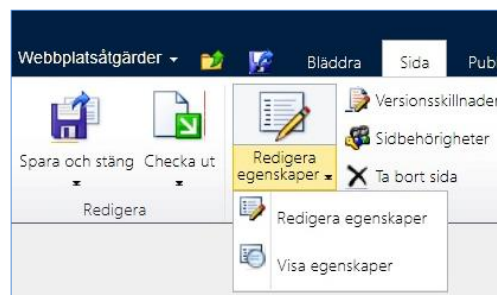 Webbplatsåtgärder Bläddra Sida Pub
Spara och stäng Checka ut Redigera egenskaper
Versionsskillnader
Sidbehörigheter
Ta bort sida
Redigera
Redigera egenskaper
Visa egenskaper